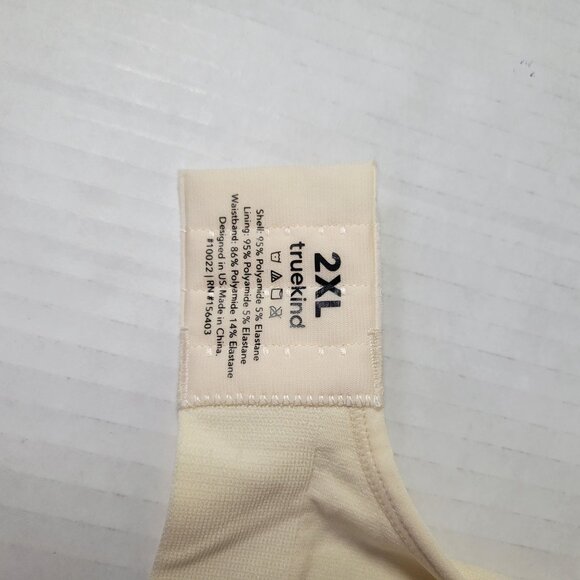 2XL
truekind
Shell: 95% Polyamide 5% Elastane
Lining: 95% Polyamide 5% Elastane
Waistband: 86% Polyamide 14% Elastane
Designed in US. Made in China.
#10022 | RN #156403